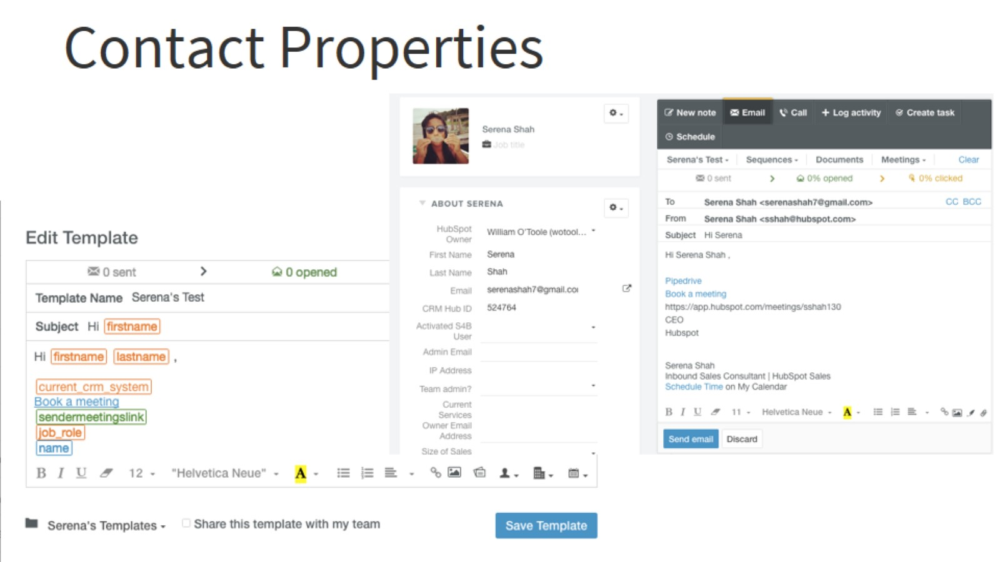 Contact Properties
Edit Template
0 sent > 0 opened
Template Name Serena's Test
Subject Hi firstname
Hi firstname lastname ,
current_crm_system
Book a meeting
sendermeetingslink
job_role
name
B I U 12 "Helvetica Neue" A
Serena's Templates Share this template with my team Save Template
Serena Shah
Job title
ABOUT SERENA
HubSpot
Owner William O'Toole (wotool...
First Name Serena
Last Name Shah
Email serenashah7@gmail.co
CRM Hub ID 524764
Activated S4B
User
Admin Email
IP Address
Team admin?
Current
Services
Owner Email
Address
Size of Sales
New note Email Call + Log activity Create task
Schedule
Serena's Test Sequences Documents Meetings Clear
0 sent > 0% opened > 0% clicked
To Serena Shah <serenashah7@gmail.com> CC BCC
From Serena Shah <sshah@hubspot.com>
Subject Hi Serena
Hi Serena Shah ,
Pipedrive
Book a meeting
https://app.hubspot.com/meetings/sshah130
CEO
Hubspot
Serena Shah
Inbound Sales Consultant | HubSpot Sales
Schedule Time on My Calendar
B I U 11 Helvetica Neue A
Send email Discard